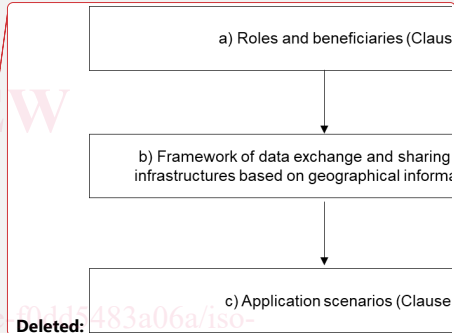 a) Roles and beneficiaries (Claus
b) Framework of data exchange and sharing
infrastructures based on geographical informa
c) Application scenarios (Clause
5483a06a/iso-
Deleted: